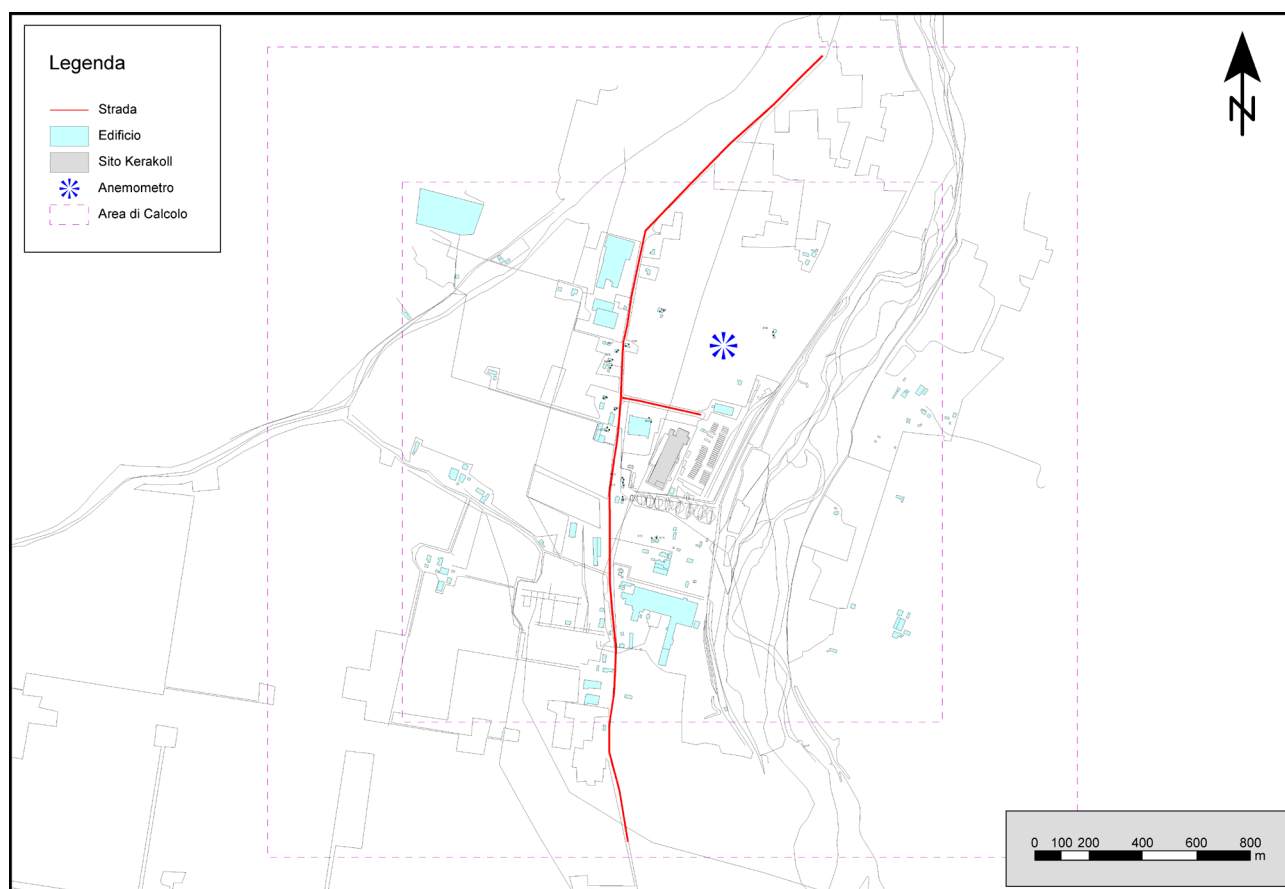 Legenda
Strada
Edificio
Sito Kerakoll
Anemometro
Area di Calcolo
N
0 100 200 400 600 800
m